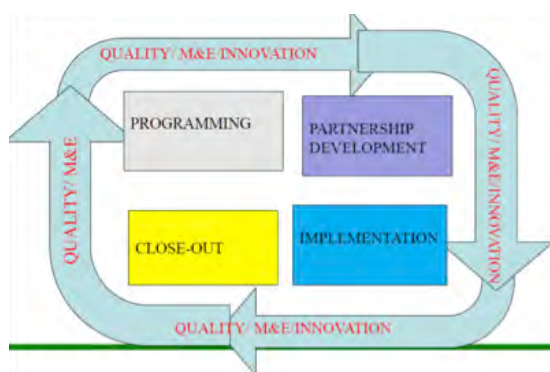 QUALITY/ M&E/INNOVATION
PROGRAMMING
PARTNERSHIP
DEVELOPMENT
QUALITY/ M&E/INNOVATION
QUALITY/ M&E
CLOSE-OUT
IMPLEMENTATION
QUALITY/ M&E/INNOVATION